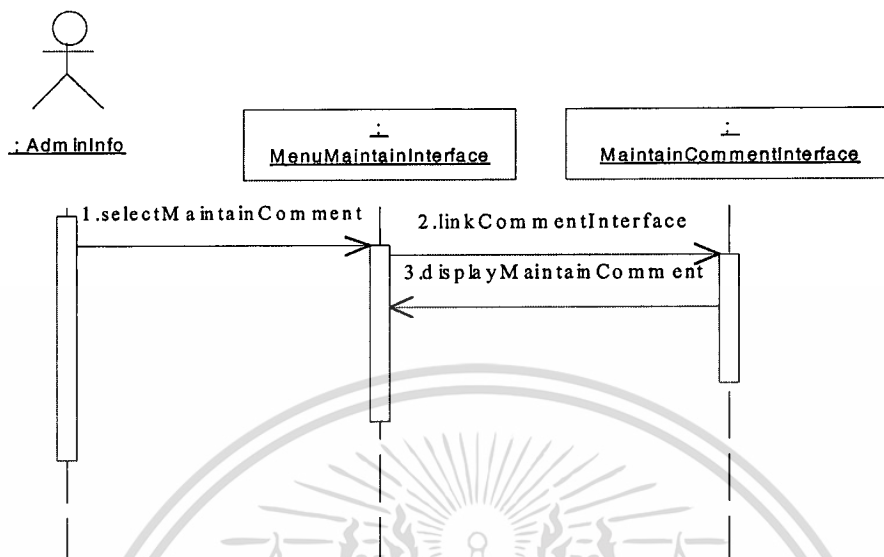 : AdminInfo
:
MenuMaintainInterface
:
MaintainCommentInterface
1.selectMaintainComment
2.linkCommentInterface
3.displayMaintainComment